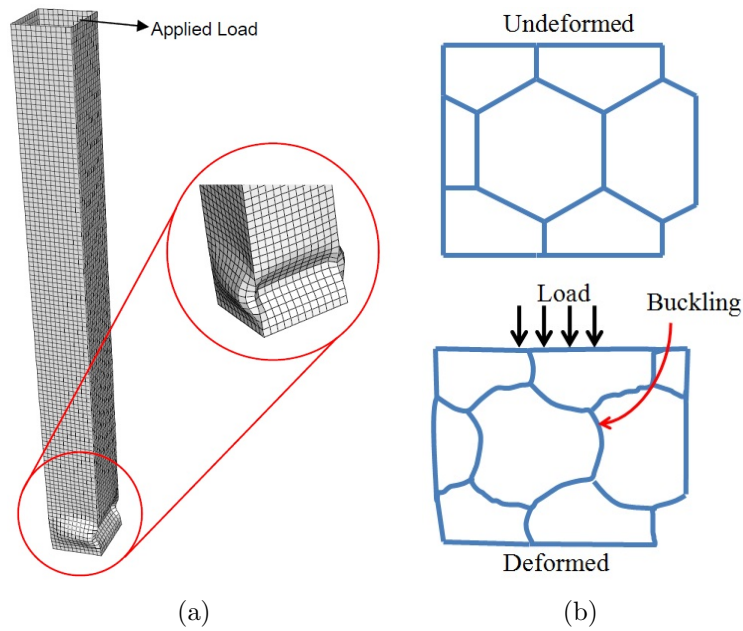 Applied Load
Undeformed
Load
Buckling
Deformed
(a)
(b)